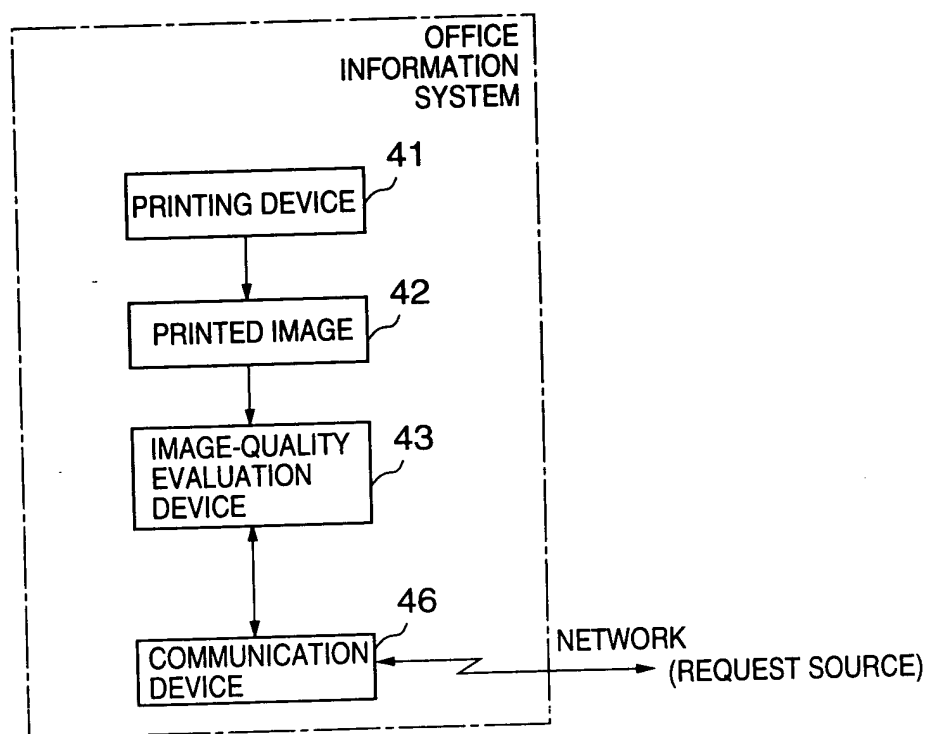 OFFICE
INFORMATION
SYSTEM
41
PRINTING DEVICE
42
PRINTED IMAGE
43
IMAGE-QUALITY
EVALUATION
DEVICE
46
COMMUNICATION
DEVICE
NETWORK
(REQUEST SOURCE)